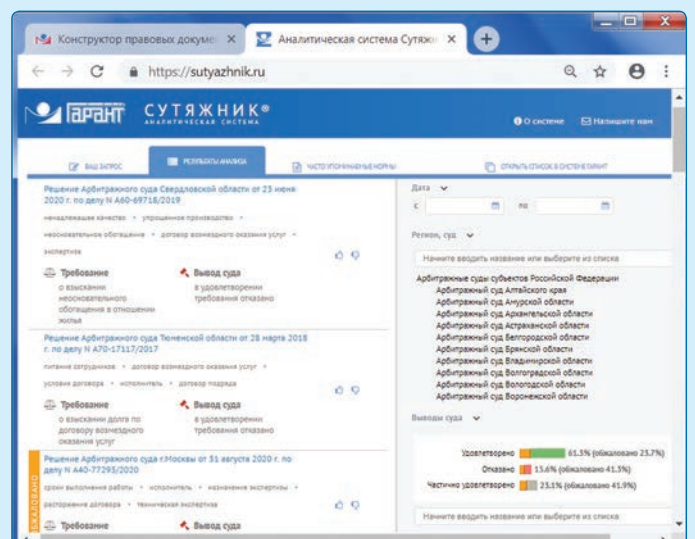 Конструктор правовых докумен
Аналитическая система Сутяжн
https://sutyazhnik.ru
ГАРАНТ
СУТЯЖНИК®
АНАЛИТИЧЕСКАЯ СИСТЕМА
О системе
Напишите нам
ВАШ ЗАПРОС
РЕЗУЛЬТАТЫ АНАЛИЗА
ЧАСТО УПОМИНАЕМЫЕ НОРМЫ
ОТКРЫТЬ СПИСОК В СИСТЕМЕ ГАРАНТ
Решение Арбитражного суда Свердловской области от 23 июня
2020 г. по делу N А60-69718/2019
ненадлежащее качество • упрощенное производство •
неосновательное обогащение • договор возмездного оказания услуг •
экспертиза
Требование
Вывод суда
о взыскании
неосновательного
обогащения в отношении
жилья
в удовлетворении
требования отказано
Решение Арбитражного суда Тюменской области от 28 марта 2018
г. по делу N А70-17117/2017
питание сотрудников • договор возмездного оказания услуг •
условия договора • исполнитель • договор подряда
Требование
Вывод суда
о взыскании долга по
договору возмездного
оказания услуг
в удовлетворении
требования отказано
БЖАЛОВАНО
Решение Арбитражного суда г.Москвы от 31 августа 2020 г. по
делу N А40-77293/2020
сроки выполнения работы • исполнитель • назначения экспертизы •
расторжение договора • техническая экспертиза
Требование
Вывод суда
Дата
с
по
Регион, суд
Начните вводить название или выберите из списка
Арбитражные суды субъектов Российской Федерации
Арбитражный суд Алтайского края
Арбитражный суд Амурской области
Арбитражный суд Архангельской области
Арбитражный суд Астраханской области
Арбитражный суд Белгородской области
Арбитражный суд Брянской области
Арбитражный суд Владимирской области
Арбитражный суд Волгоградской области
Арбитражный суд Вологодской области
Арбитражный суд Воронежской области
Выводы суда
Удовлетворено 61.3% (обжаловано 23.7%)
Отказано 15.6% (обжаловано 41.3%)
Частично удовлетворено 23.1% (обжаловано 41.9%)
Начните вводить название или выберите из списка